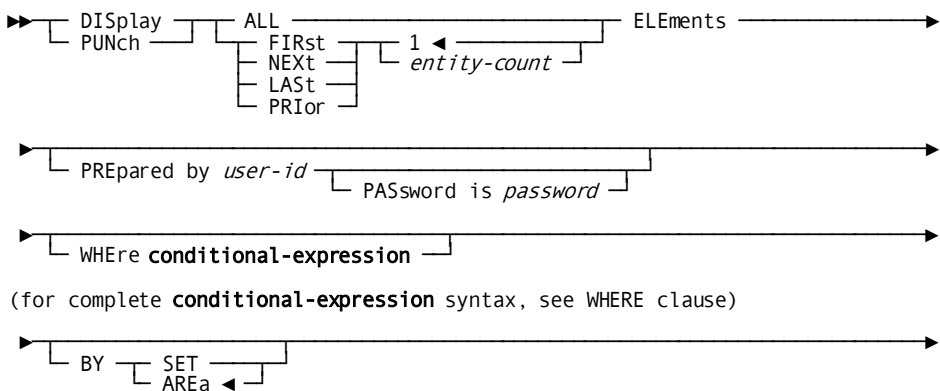 DISplay ALL ELEments
PUNch FIRst 1 ◄
NEXt entity-count
LASt
PRIor
PREpared by user-id
PASsword is password
WHEre conditional-expression
(for complete conditional-expression syntax, see WHERE clause)
BY SET
AREa ◄